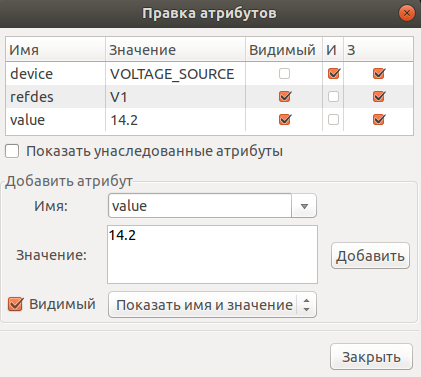 Правка атрибутов
Имя Значение Видимый И З
device VOLTAGE_SOURCE
refdes V1
value 14.2
Показать унаследованные атрибуты
Добавить атрибут
Имя: value
14.2
Значение: Добавить
Видимый Показать имя и значение
Закрыть